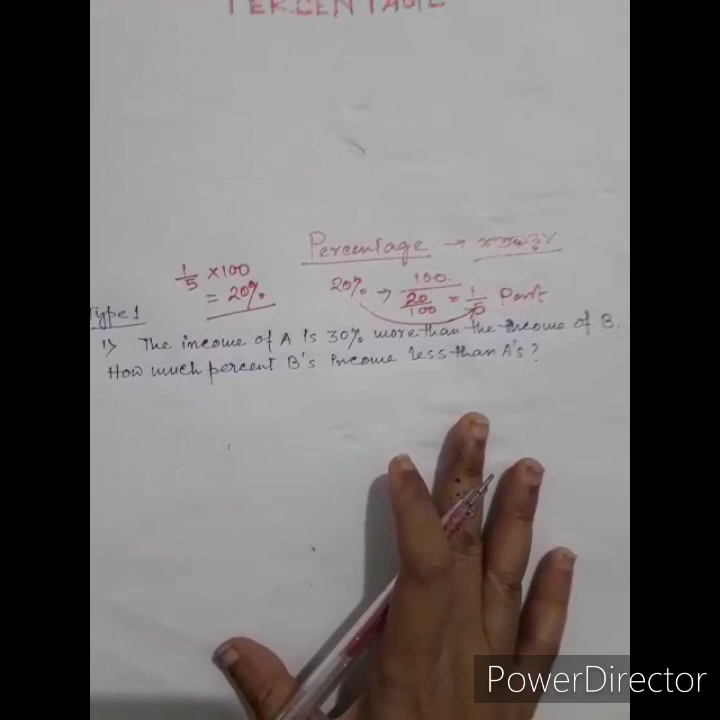 PERCENTAGE
Percentage →
1/5 × 100
= 20%
20% → 100
20/100 = 1/5 Part
Type 1
1> The income of A is 30% more than the income of B.
How much percent B's income less than A's?
PowerDirector